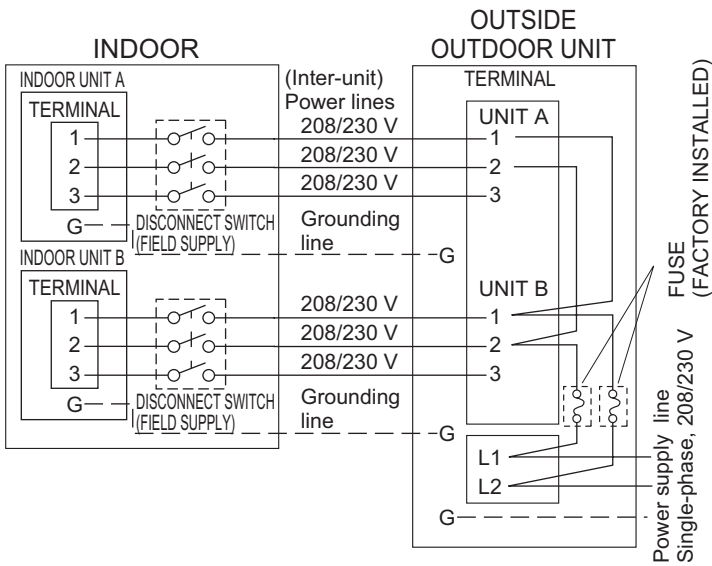 INDOOR
OUTSIDE
OUTDOOR UNIT
INDOOR UNIT A
TERMINAL
1
2
3
G
DISCONNECT SWITCH
(FIELD SUPPLY)
(Inter-unit)
Power lines
208/230 V
208/230 V
208/230 V
Grounding
line
TERMINAL
UNIT A
1
2
3
G
INDOOR UNIT B
TERMINAL
1
2
3
G
DISCONNECT SWITCH
(FIELD SUPPLY)
208/230 V
208/230 V
208/230 V
Grounding
line
UNIT B
1
2
3
G
L1
L2
G
FUSE
(FACTORY INSTALLED)
Power supply line
Single-phase, 208/230 V